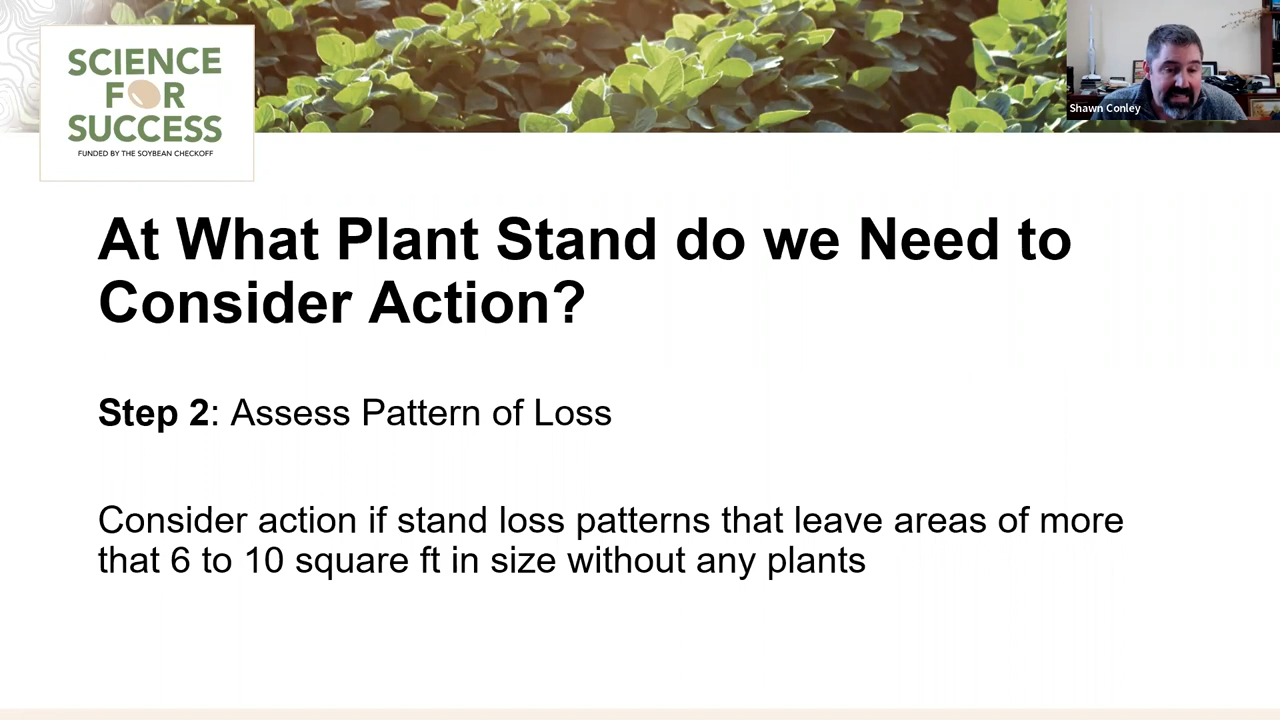 SCIENCE
FOR
SUCCESS
FUNDED BY THE SOYBEAN CHECKOFF
Shawn Conley
At What Plant Stand do we Need to
Consider Action?
Step 2: Assess Pattern of Loss
Consider action if stand loss patterns that leave areas of more
that 6 to 10 square ft in size without any plants